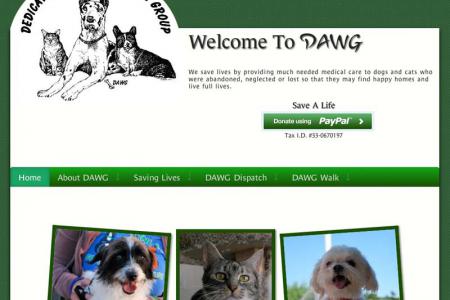 DEDICA
GROUP
DAWG
Welcome To DAWG
We save lives by providing much needed medical care to dogs and cats who
were abandoned, neglected or lost so that they may find happy homes and
live full lives.
Save A Life
Donate using PayPal
Tax I.D. #33-0670197
Home About DAWG Saving Lives DAWG Dispatch DAWG Walk